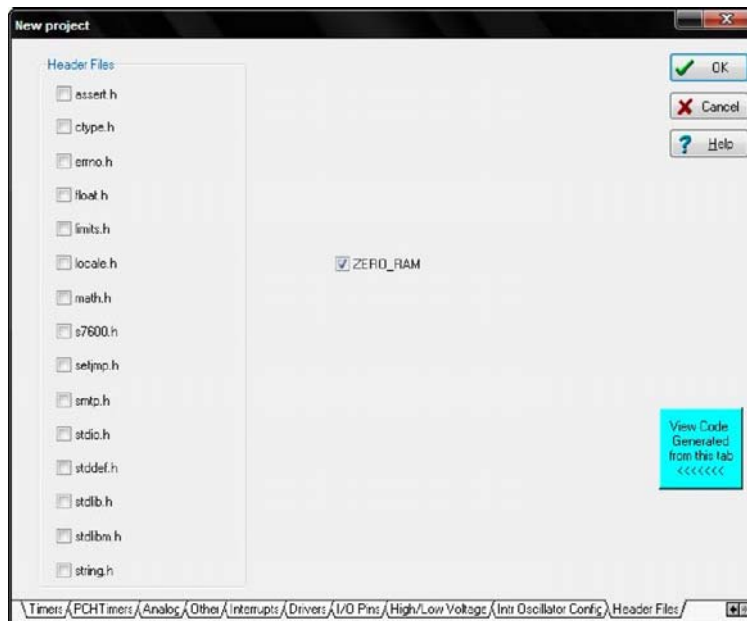 New project
Header Files
assert.h
ctype.h
errno.h
float.h
limits.h
locale.h
math.h
s7600.h
setjmp.h
smtp.h
stdio.h
stddef.h
stdlib.h
stdlibm.h
string.h
ZERO_RAM
OK
Cancel
Help
View Code
Generated
from this tab
<<<<<<<
Timers PCHTimers Analog Other Interrupts Drivers I/O Pins High/Low Voltage Intr Oscillator Config Header Files